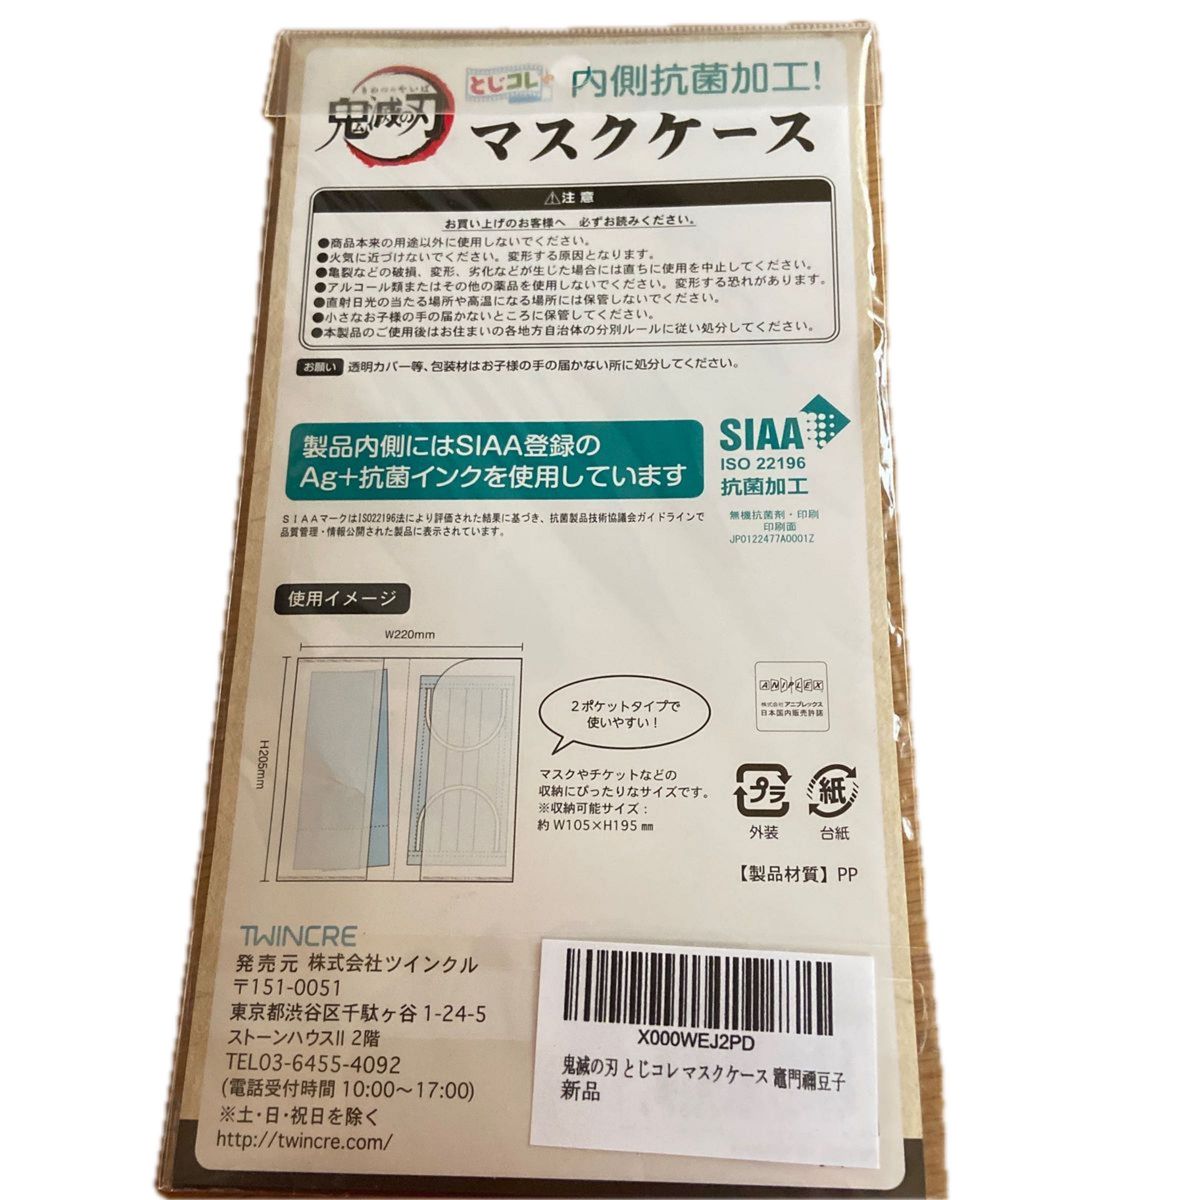 きめつのやいば
鬼滅の刃
とじコレ
内側抗菌加工!
マスクケース
⚠注意
お買い上げのお客様へ 必ずお読みください。
●商品本来の用途以外に使用しないでください。
●火気に近づけないでください。変形する原因となります。
●亀裂などの破損、変形、劣化などが生じた場合には直ちに使用を中止してください。
●アルコール類またはその他の薬品を使用しないでください。変形する恐れがあります。
●直射日光の当たる場所や高温になる場所には保管しないでください。
●小さなお子様の手の届かないところに保管してください。
●本製品のご使用後はお住まいの各地方自治体の分別ルールに従い処分してください。
お願い 透明カバー等、包装材はお子様の手の届かない所に処分してください。
製品内側にはSIAA登録の
Ag+抗菌インクを使用しています
SIAA
ISO 22196
抗菌加工
無機抗菌剤・印刷
印刷面
JP0122477A0001Z
SIAAマークはISO22196法により評価された結果に基づき、抗菌製品技術協議会ガイドラインで
品質管理・情報公開された製品に表示されています。
使用イメージ
W220mm
H205mm
2ポケットタイプで
使いやすい!
マスクやチケットなどの
収納にぴったりなサイズです。
※収納可能サイズ:
約W105×H195㎜
ANIPLEX
株式会社アニプレックス
日本国内販売許諾
プラ
外装
紙
台紙
【製品材質】PP
TWINCRE
発売元 株式会社ツインクル
〒151-0051
東京都渋谷区千駄ヶ谷1-24-5
ストーンハウスII 2階
TEL03-6455-4092
(電話受付時間 10:00~17:00)
※土・日・祝日を除く
http://twincre.com/
X000WEJ2PD
鬼滅の刃 とじコレ マスクケース 竈門禰豆子
新品